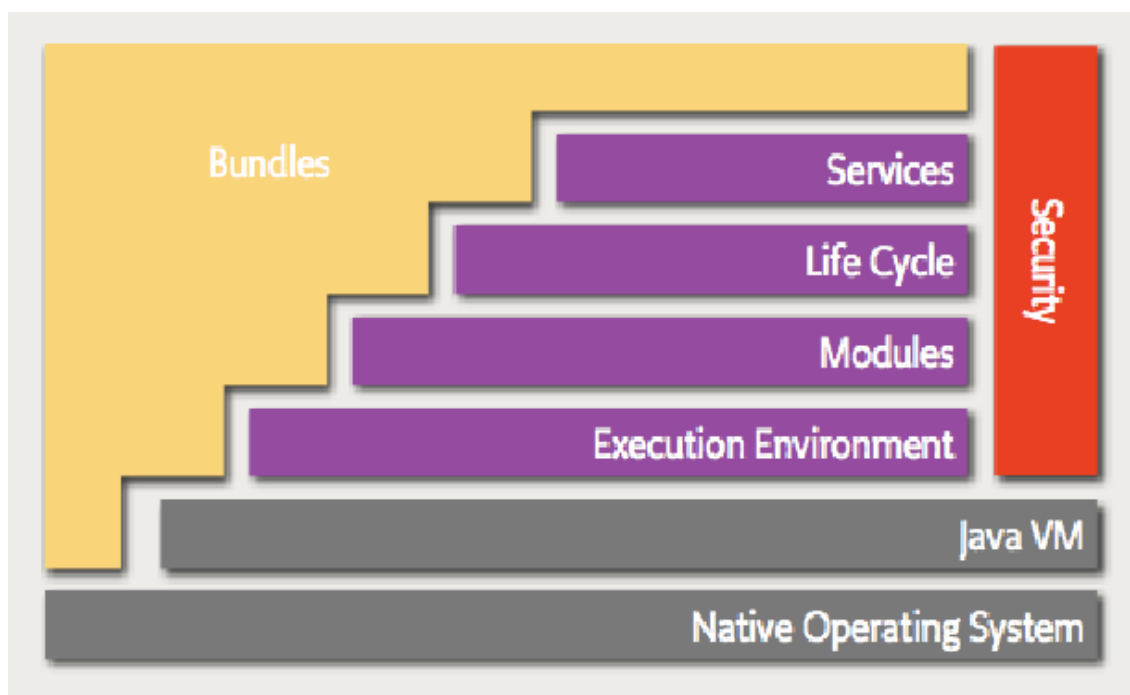 Bundles
Services
Life Cycle
Modules
Execution Environment
Security
Java VM
Native Operating System